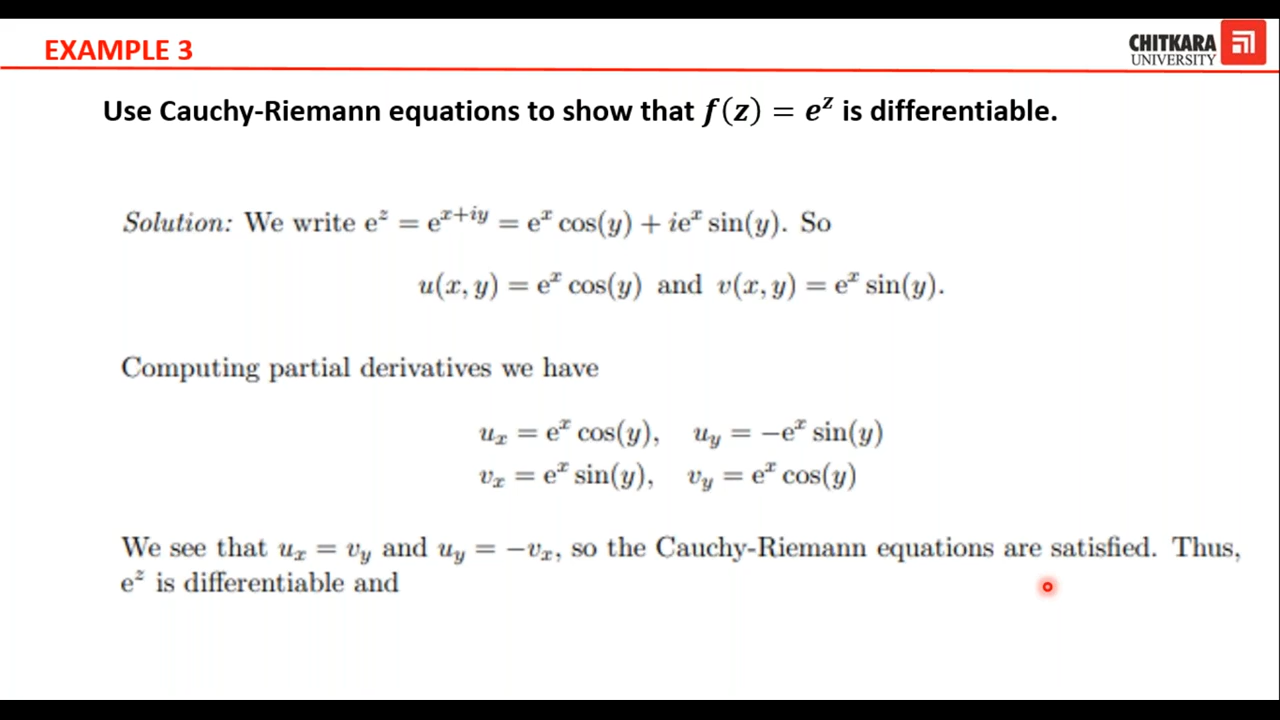 EXAMPLE 3
CHITKARA
UNIVERSITY
Use Cauchy-Riemann equations to show that f(z) = e^z is differentiable.
Solution: We write e^z = e^{x+iy} = e^x cos(y) + ie^x sin(y). So
u(x, y) = e^x cos(y) and v(x, y) = e^x sin(y).
Computing partial derivatives we have
u_x = e^x cos(y), u_y = −e^x sin(y)
v_x = e^x sin(y), v_y = e^x cos(y)
We see that u_x = v_y and u_y = −v_x, so the Cauchy-Riemann equations are satisfied. Thus,
e^z is differentiable and